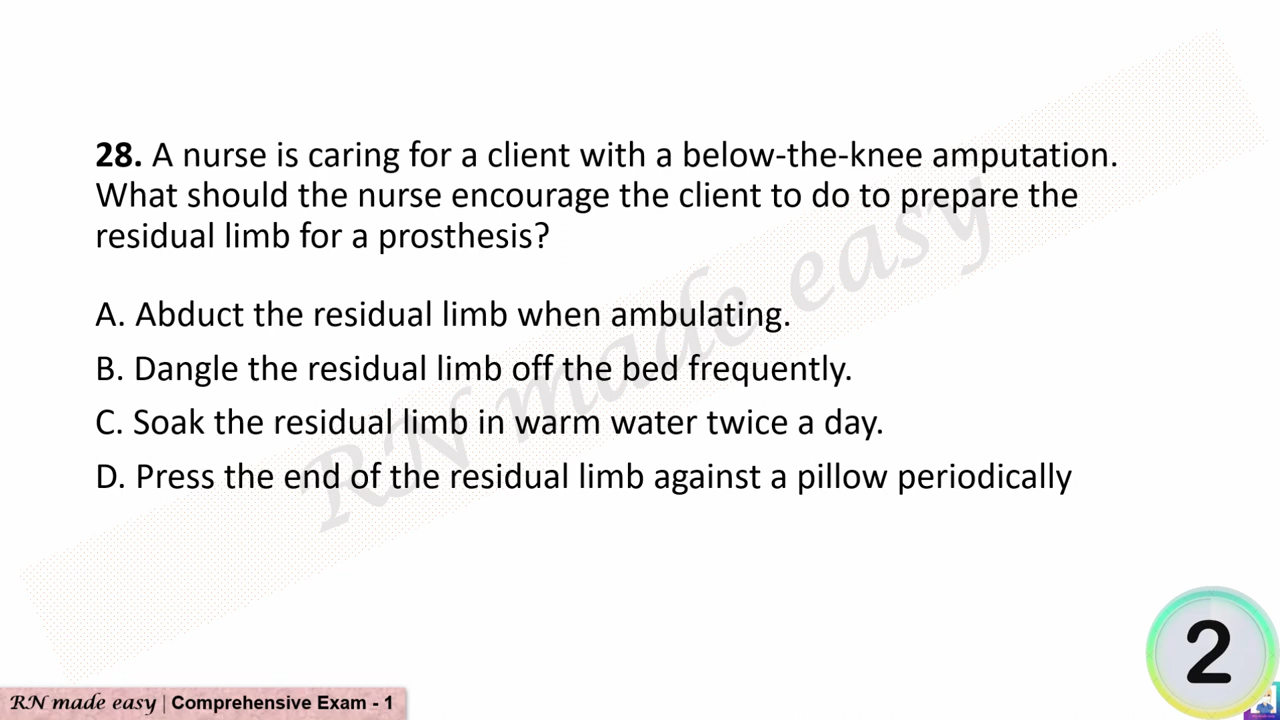 28. A nurse is caring for a client with a below-the-knee amputation.
What should the nurse encourage the client to do to prepare the
residual limb for a prosthesis?
A. Abduct the residual limb when ambulating.
B. Dangle the residual limb off the bed frequently.
C. Soak the residual limb in warm water twice a day.
D. Press the end of the residual limb against a pillow periodically
RN made easy
2
RN made easy | Comprehensive Exam - 1